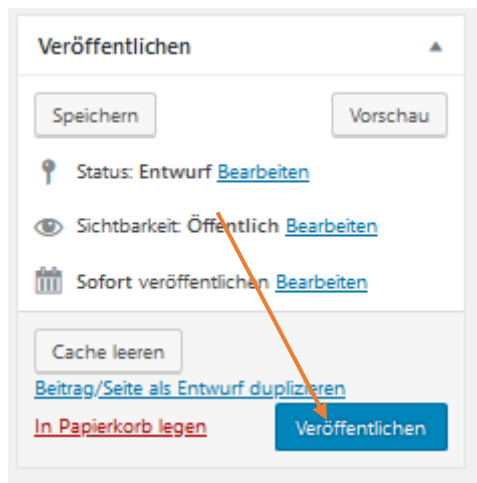 Veröffentlichen
Speichern Vorschau
Status: Entwurf Bearbeiten
Sichtbarkeit: Öffentlich Bearbeiten
Sofort veröffentlichen Bearbeiten
Cache leeren
Beitrag/Seite als Entwurf duplizieren
In Papierkorb legen Veröffentlichen